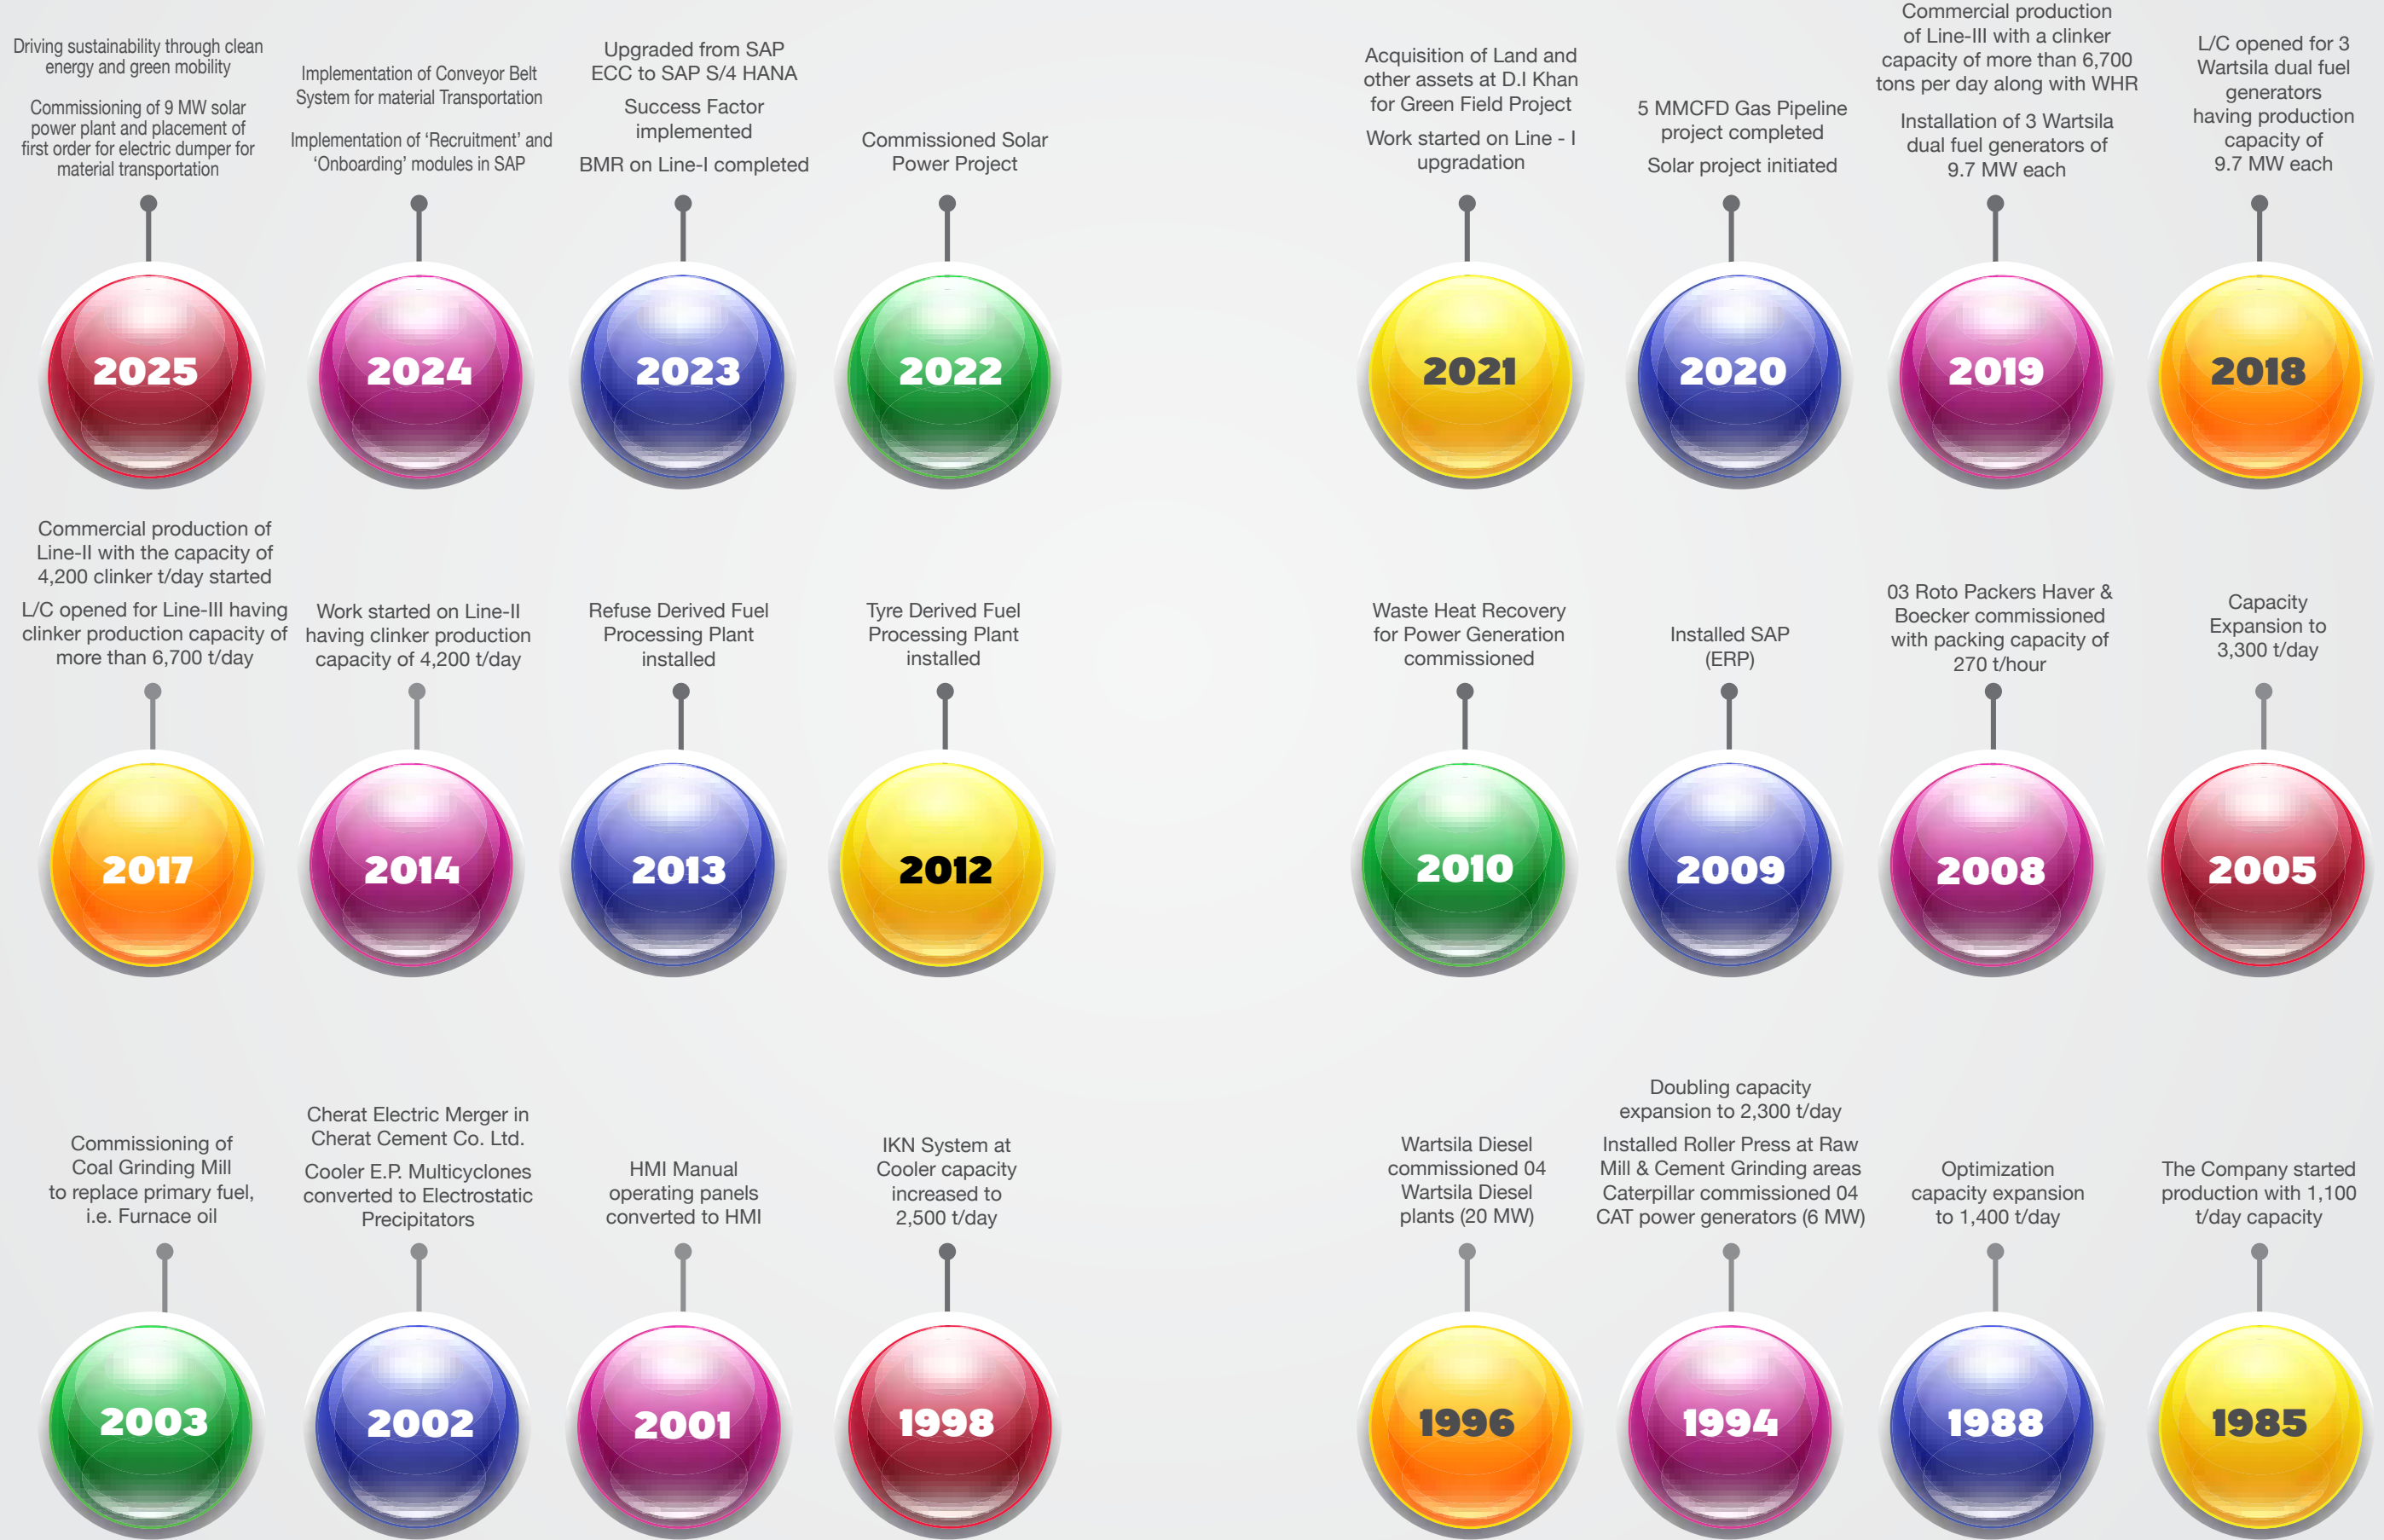 Driving sustainability through clean
energy and green mobility
Commissioning of 9 MW solar
power plant and placement of
first order for electric dumper for
material transportation
2025
Implementation of Conveyor Belt
System for material Transportation
Implementation of ‘Recruitment’ and
‘Onboarding’ modules in SAP
2024
Upgraded from SAP
ECC to SAP S/4 HANA
Success Factor
implemented
BMR on Line-I completed
2023
Commissioned Solar
Power Project
2022
Acquisition of Land and
other assets at D.I Khan
for Green Field Project
Work started on Line - I
upgradation
2021
5 MMCFD Gas Pipeline
project completed
Solar project initiated
2020
Commercial production
of Line-III with a clinker
capacity of more than 6,700
tons per day along with WHR
Installation of 3 Wartsila
dual fuel generators of
9.7 MW each
2019
L/C opened for 3
Wartsila dual fuel
generators
having production
capacity of
9.7 MW each
2018
Commercial production of
Line-II with the capacity of
4,200 clinker t/day started
L/C opened for Line-III having
clinker production capacity of
more than 6,700 t/day
2017
Work started on Line-II
having clinker production
capacity of 4,200 t/day
2014
Refuse Derived Fuel
Processing Plant
installed
2013
Tyre Derived Fuel
Processing Plant
installed
2012
Waste Heat Recovery
for Power Generation
commissioned
2010
Installed SAP
(ERP)
2009
03 Roto Packers Haver &
Boecker commissioned
with packing capacity of
270 t/hour
2008
Capacity
Expansion to
3,300 t/day
2005
Commissioning of
Coal Grinding Mill
to replace primary fuel,
i.e. Furnace oil
2003
Cherat Electric Merger in
Cherat Cement Co. Ltd.
Cooler E.P. Multicyclones
converted to Electrostatic
Precipitators
2002
HMI Manual
operating panels
converted to HMI
2001
IKN System at
Cooler capacity
increased to
2,500 t/day
1998
Wartsila Diesel
commissioned 04
Wartsila Diesel
plants (20 MW)
1996
Doubling capacity
expansion to 2,300 t/day
Installed Roller Press at Raw
Mill & Cement Grinding areas
Caterpillar commissioned 04
CAT power generators (6 MW)
1994
Optimization
capacity expansion
to 1,400 t/day
1988
The Company started
production with 1,100
t/day capacity
1985